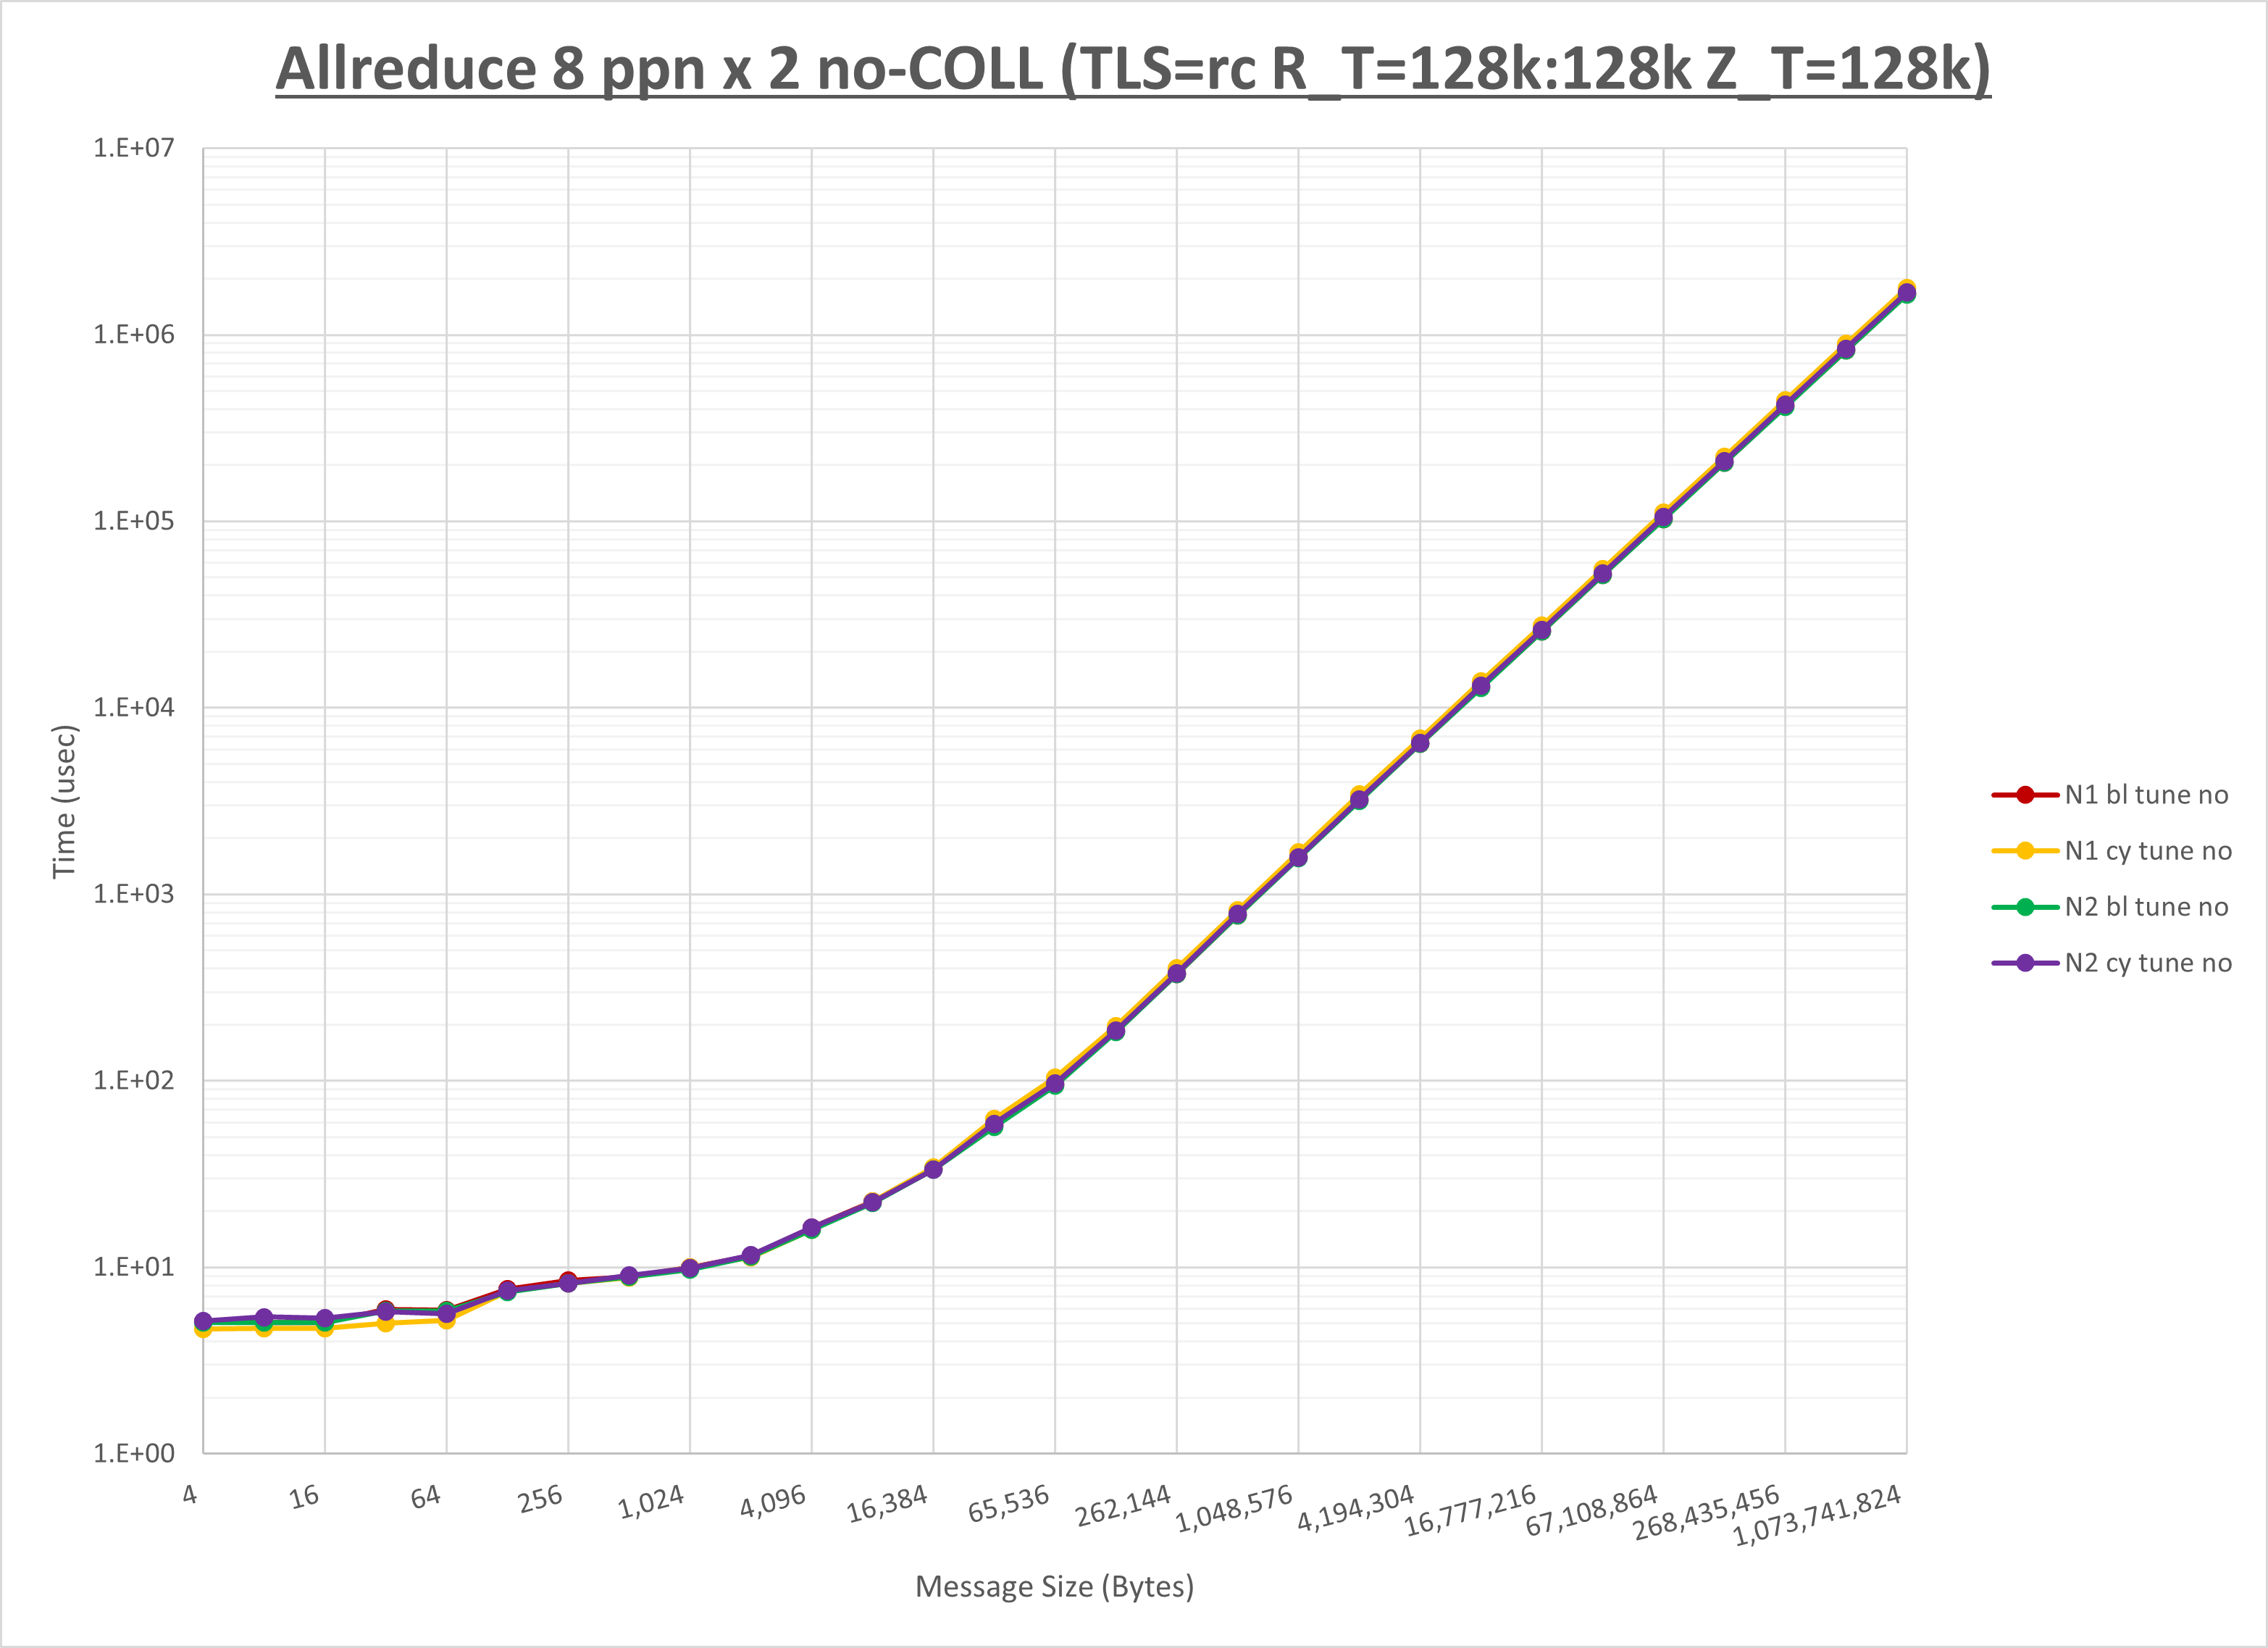 Allreduce 8 ppn x 2 no-COLL (TLS=rc R_T=128k:128k Z_T=128k)
1.E+07
1.E+06
1.E+05
1.E+04
1.E+03
1.E+02
1.E+01
1.E+00
Time (usec)
4
16
64
256
1,024
4,096
16,384
65,536
262,144
1,048,576
4,194,304
16,777,216
67,108,864
268,435,456
1,073,741,824
Message Size (Bytes)
N1 bl tune no
N1 cy tune no
N2 bl tune no
N2 cy tune no